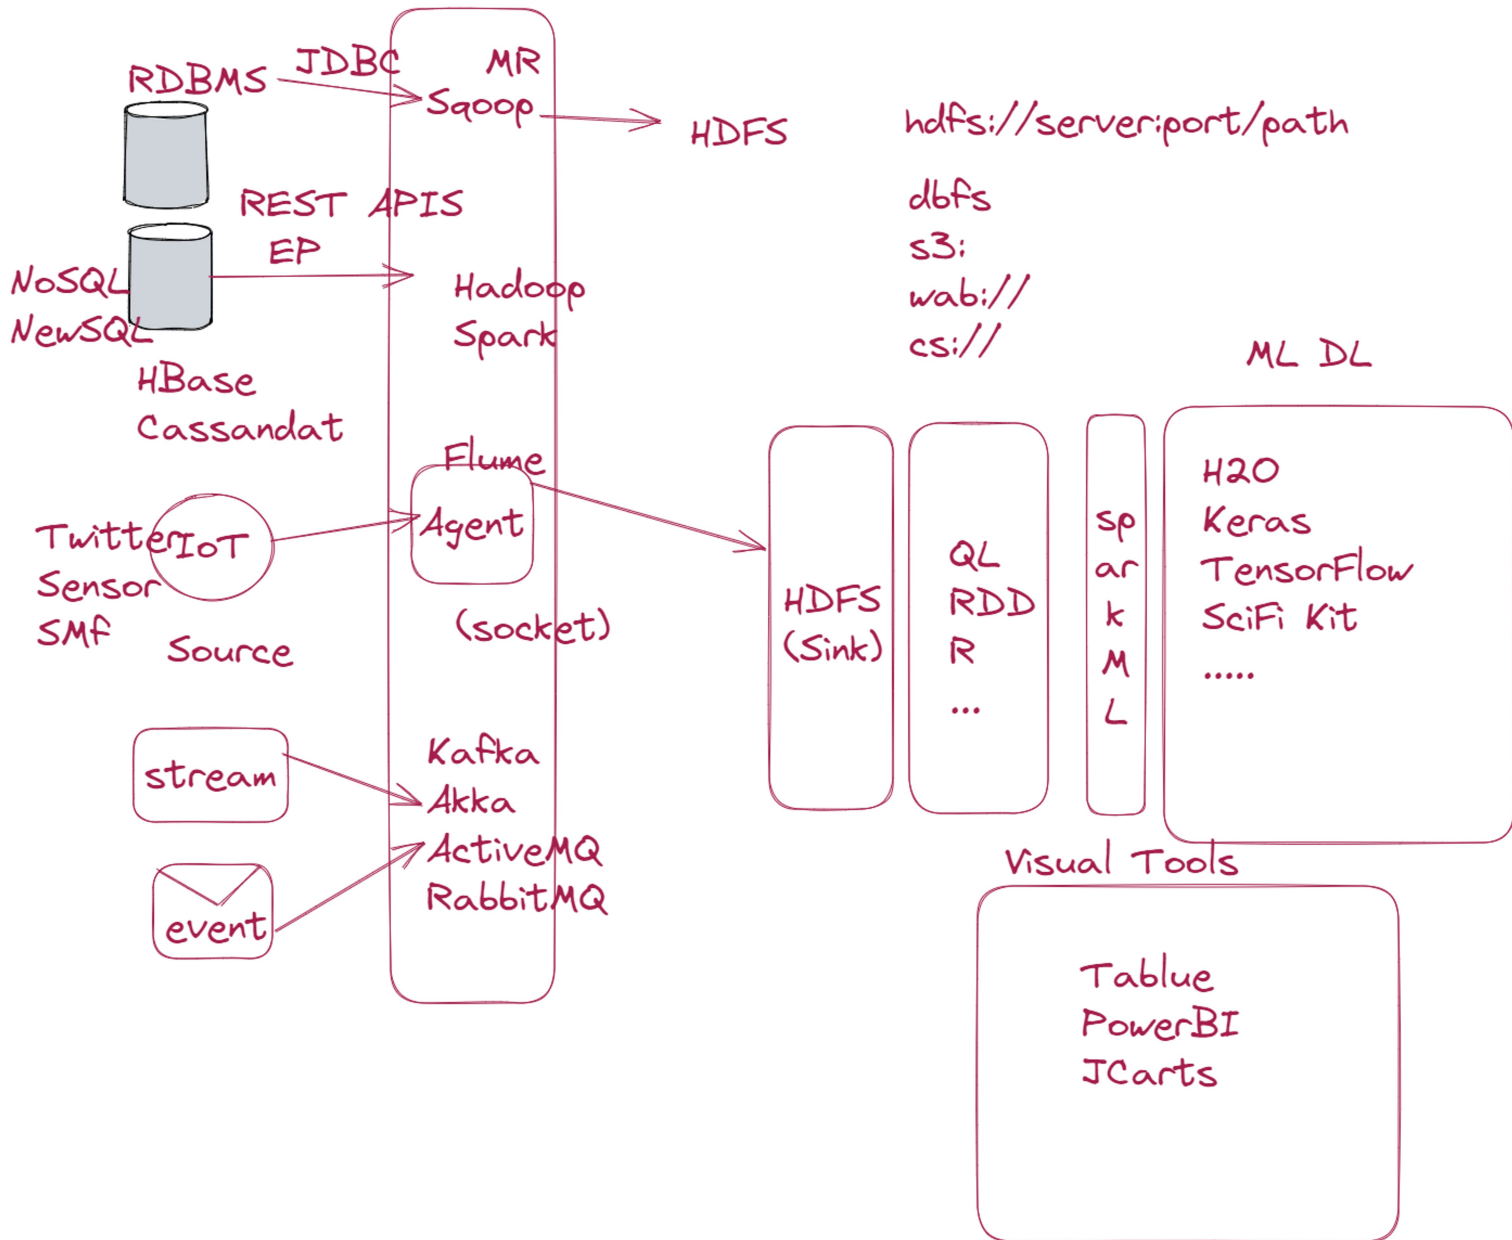 RDBMS
JDBC
MR
Sqoop
HDFS
hdfs://server:port/path
dbfs
s3:
wab://
cs://
REST APIS
EP
NoSQL
NewSQL
Hadoop
Spark
HBase
Cassandat
Flume
Agent
(socket)
Twitter
Sensor
SMf
IoT
Source
HDFS
(Sink)
QL
RDD
R
...
sp
ar
k
M
L
ML DL
H2O
Keras
TensorFlow
SciFi Kit
.....
stream
event
Kafka
Akka
ActiveMQ
RabbitMQ
Visual Tools
Tablue
PowerBI
JCarts